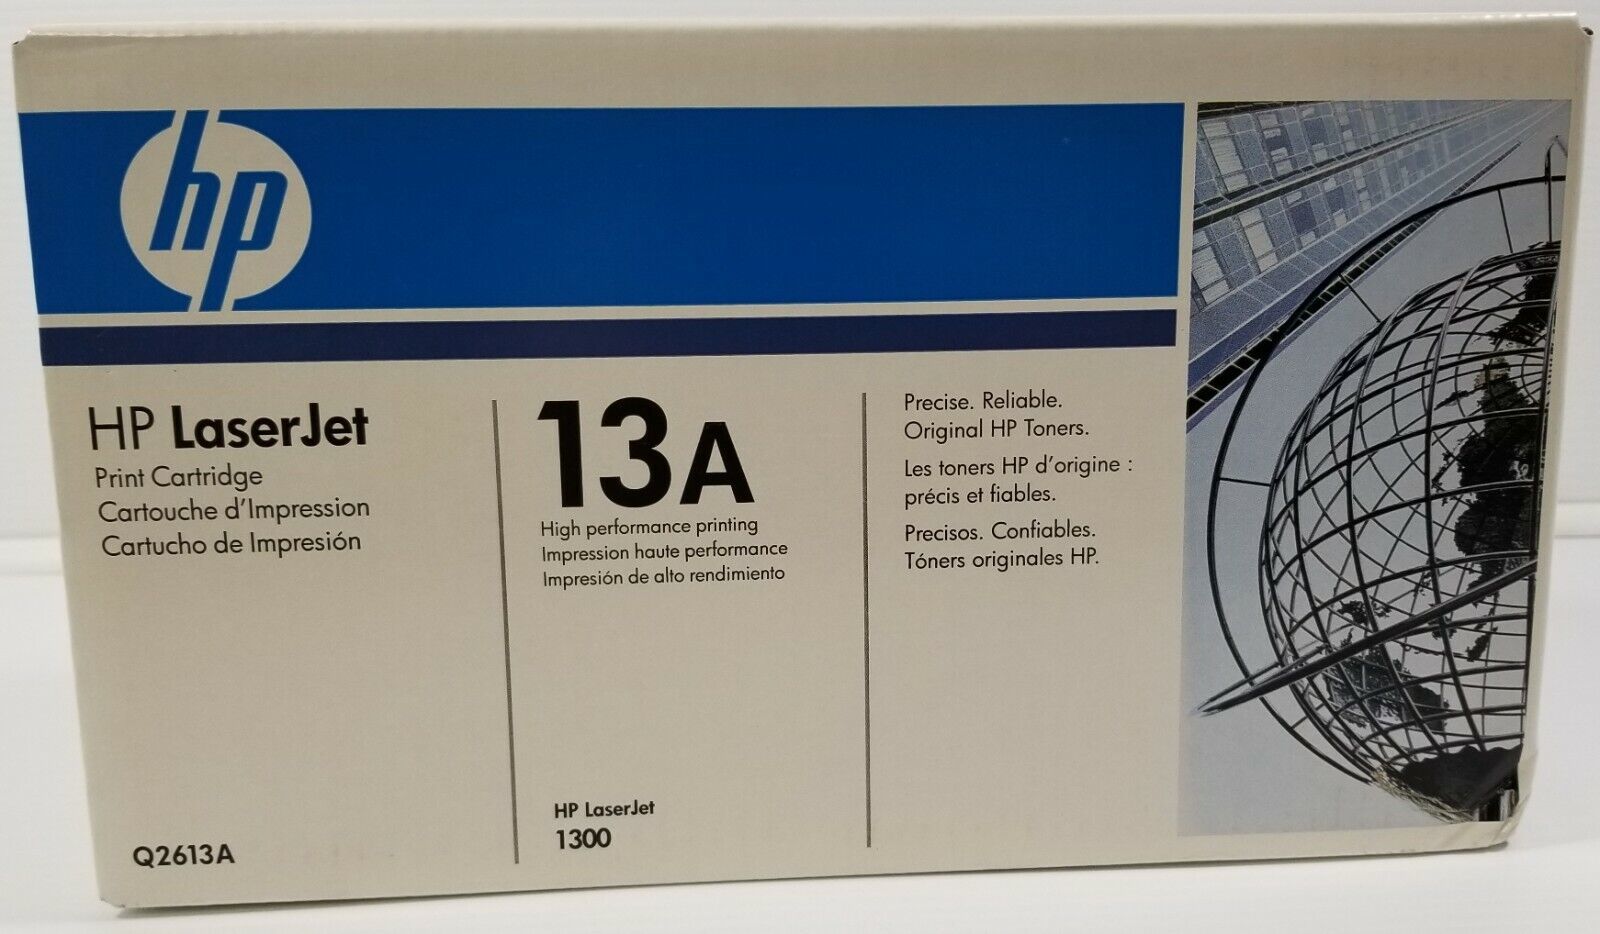 hp
HP LaserJet
Print Cartridge
Cartouche d'Impression
Cartucho de Impresión
Q2613A
13A
High performance printing
Impression haute performance
Impresión de alto rendimiento
HP LaserJet
1300
Precise. Reliable.
Original HP Toners.
Les toners HP d'origine :
précis et fiables.
Precisos. Confiables.
Tóners originales HP.